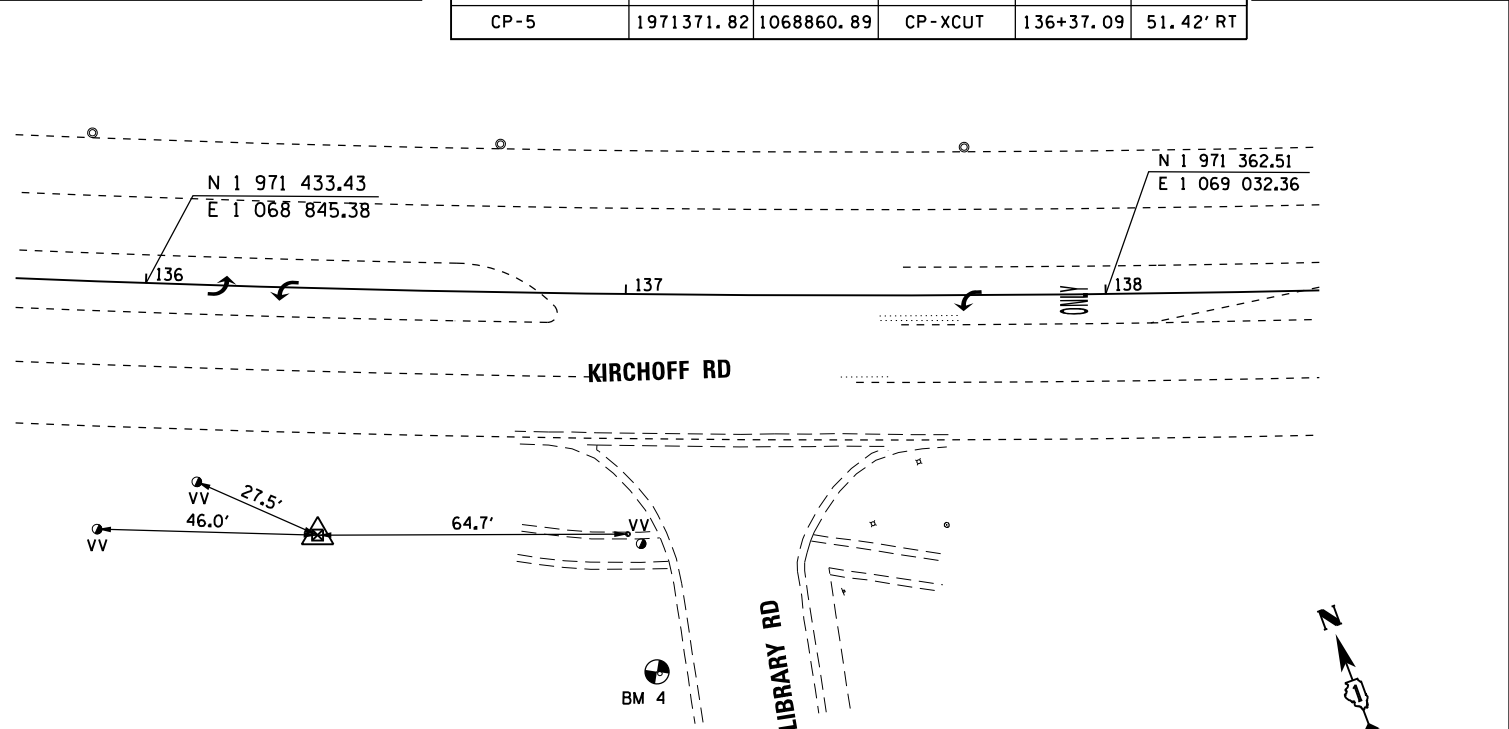 CP-5 1971371.82 1068860.89 CP-XCUT 136+37.09 51.42' RT
N 1 971 433.43
E 1 068 845.38
N 1 971 362.51
E 1 069 032.36
136
137
138
ONLY
KIRCHOFF RD
27.5'
VV
46.0'
VV
64.7'
VV
LIBRARY RD
BM 4
N
1